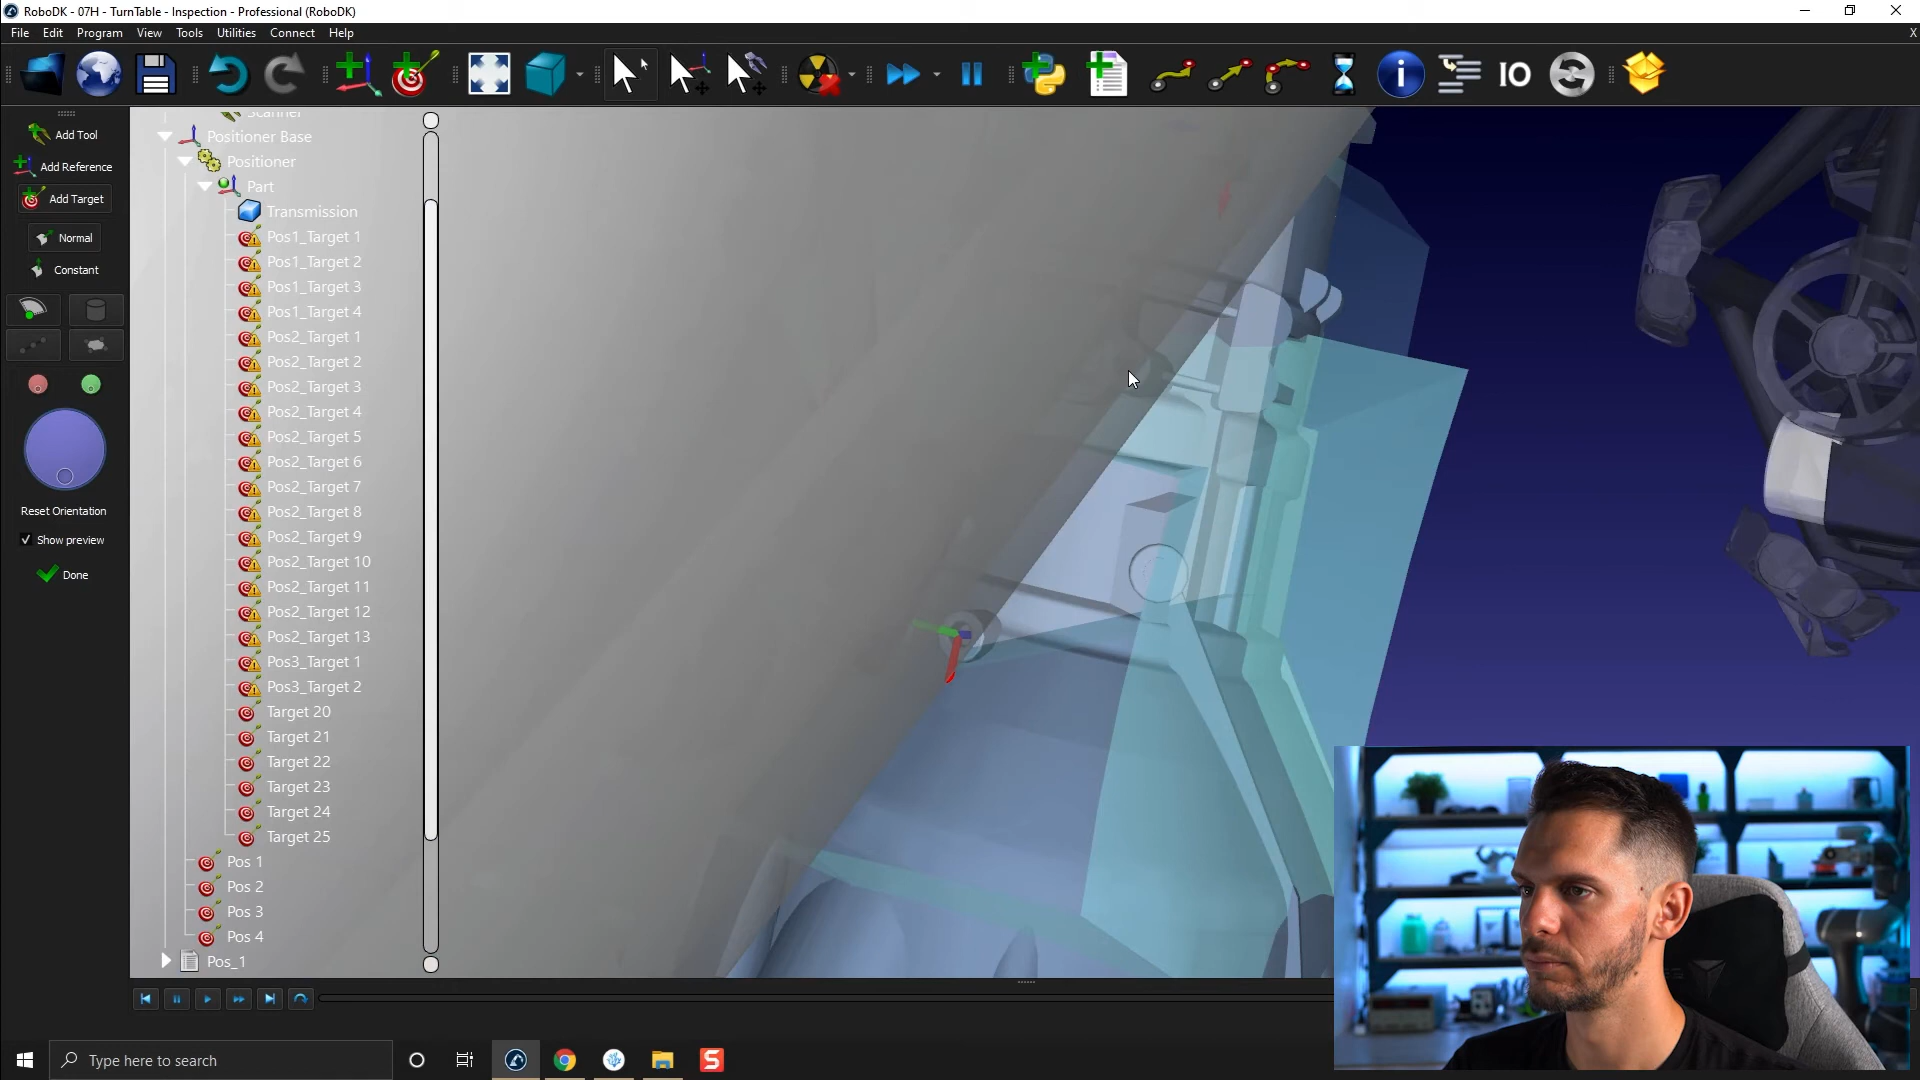 RoboDK - 07H - TurnTable - Inspection - Professional (RoboDK)
File Edit Program View Tools Utilities Connect Help
X
IO
Add Tool
Add Reference
Add Target
Normal
Constant
Reset Orientation
Show preview
Done
Scanner
Positioner Base
Positioner
Part
Transmission
Pos1_Target 1
Pos1_Target 2
Pos1_Target 3
Pos1_Target 4
Pos2_Target 1
Pos2_Target 2
Pos2_Target 3
Pos2_Target 4
Pos2_Target 5
Pos2_Target 6
Pos2_Target 7
Pos2_Target 8
Pos2_Target 9
Pos2_Target 10
Pos2_Target 11
Pos2_Target 12
Pos2_Target 13
Pos3_Target 1
Pos3_Target 2
Target 20
Target 21
Target 22
Target 23
Target 24
Target 25
Pos 1
Pos 2
Pos 3
Pos 4
Pos_1
Type here to search